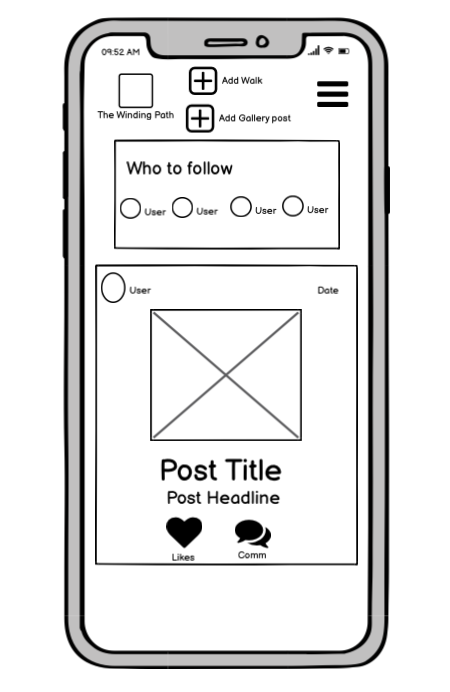 09:52 AM
Add Walk
The Winding Path
Add Gallery post
Who to follow
User User User User
User Date
Post Title
Post Headline
Likes Comm